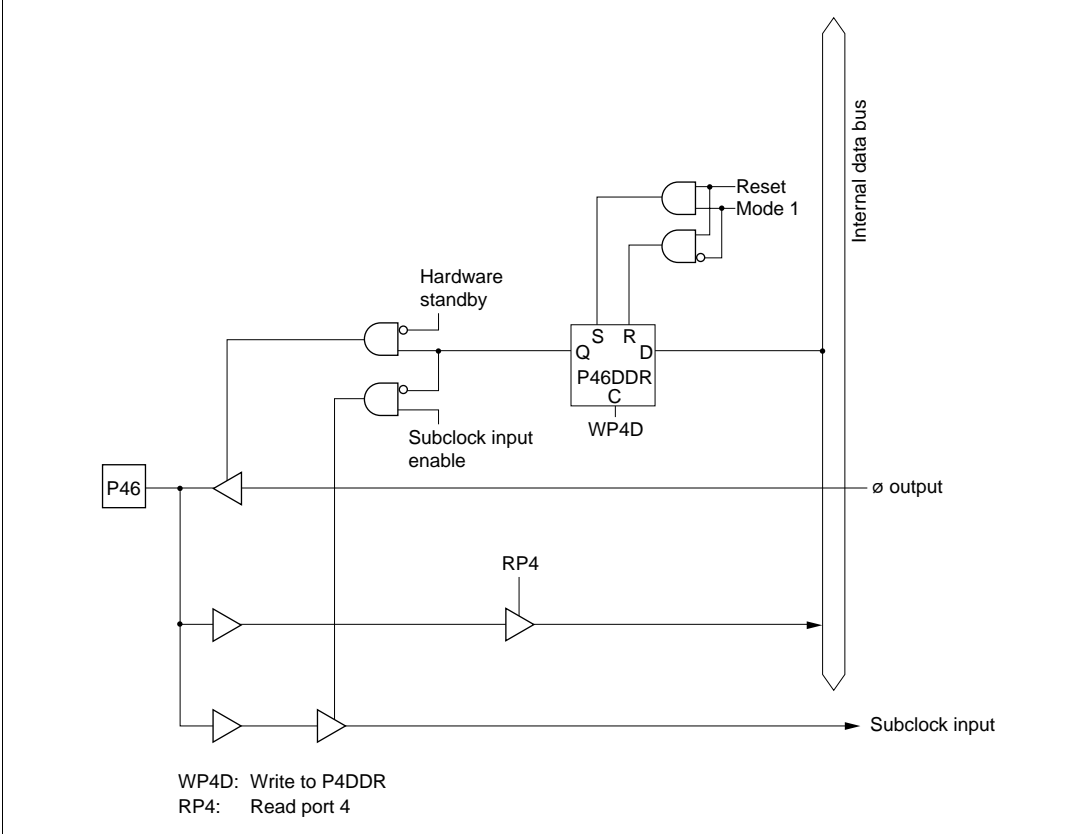 Internal data bus
Reset
Mode 1
Hardware
standby
S R
Q D
P46DDR
C
WP4D
Subclock input
enable
P46
ø output
RP4
Subclock input
WP4D: Write to P4DDR
RP4: Read port 4